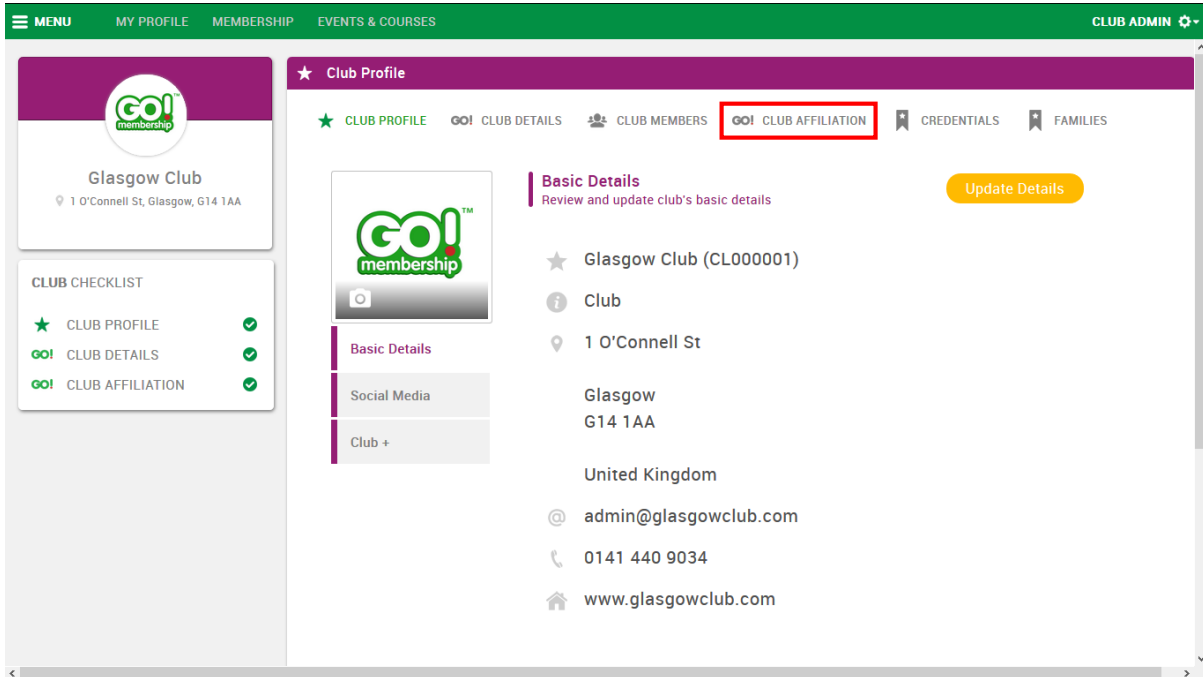 MENU MY PROFILE MEMBERSHIP EVENTS & COURSES CLUB ADMIN
GO!™
membership
Glasgow Club
1 O'Connell St, Glasgow, G14 1AA
CLUB CHECKLIST
CLUB PROFILE
GO! CLUB DETAILS
GO! CLUB AFFILIATION
Club Profile
CLUB PROFILE GO! CLUB DETAILS CLUB MEMBERS GO! CLUB AFFILIATION CREDENTIALS FAMILIES
GO!™
membership
Basic Details
Social Media
Club +
Basic Details
Review and update club's basic details
Update Details
Glasgow Club (CL000001)
Club
1 O'Connell St
Glasgow
G14 1AA
United Kingdom
@ admin@glasgowclub.com
0141 440 9034
www.glasgowclub.com